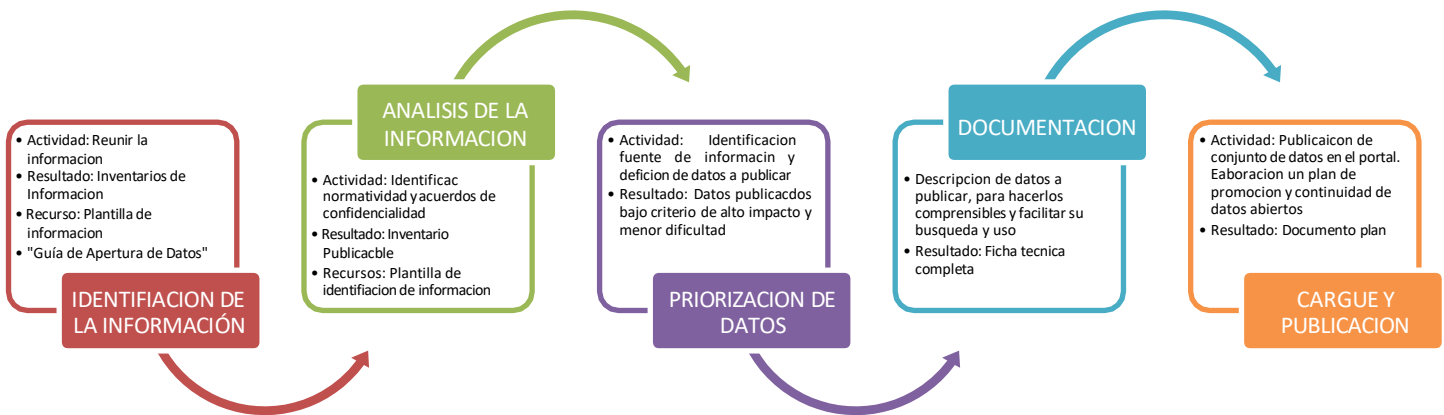 • Actividad: Reunir la
informacion
• Resultado: Inventarios de
Informacion
• Recurso: Plantilla de
informacion
• "Guía de Apertura de Datos"
IDENTIFIACION DE
LA INFORMACIÓN
ANALISIS DE LA
INFORMACION
• Actividad: Identificac
normatividad y acuerdos de
confidencialidad
• Resultado: Inventario
Publicacble
• Recursos: Plantilla de
identifiacion de informacion
• Actividad: Identificacion
fuente de informacin y
deficion de datos a publicar
• Resultado: Datos publicacdos
bajo criterio de alto impacto y
menor dificultad
PRIORIZACION DE
DATOS
DOCUMENTACION
• Descripcion de datos a
publicar, para hacerlos
comprensibles y facilitar su
busqueda y uso
• Resultado: Ficha tecnica
completa
• Actividad: Publicaicon de
conjunto de datos en el portal.
Eaboracion un plan de
promocion y continuidad de
datos abiertos
• Resultado: Documento plan
CARGUE Y
PUBLICACION